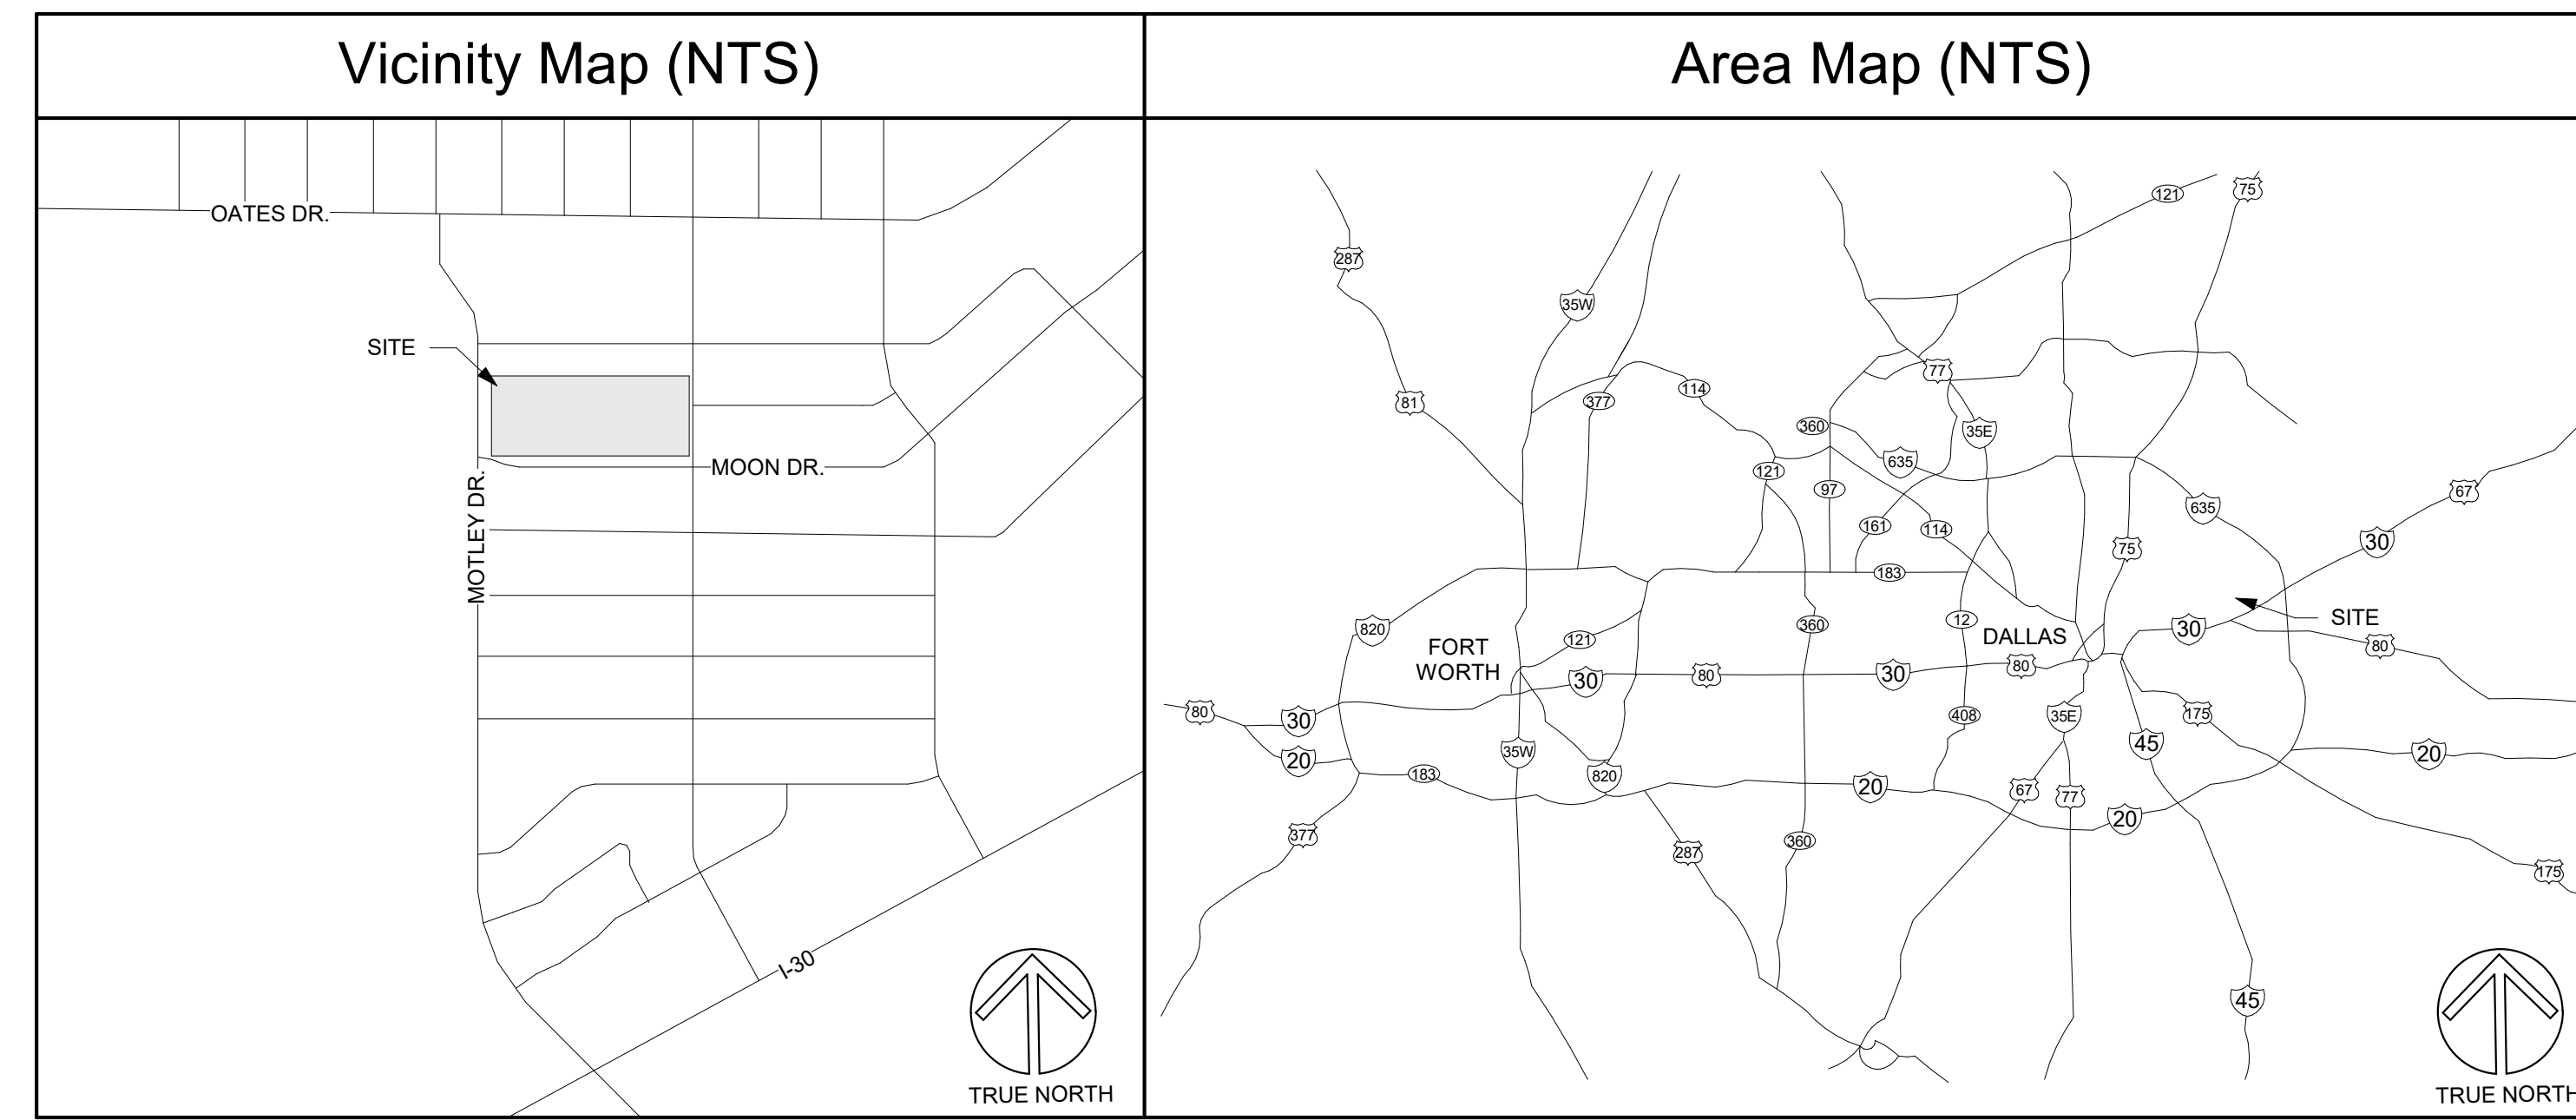 Vicinity Map (NTS)
OATES DR.
SITE
MOON DR.
MOTLEY DR.
I-30
TRUE NORTH
Area Map (NTS)
121
75
287
35W
77
114
81
377
360
35E
121
635
97
67
635
161
114
30
75
183
820
12
SITE
360
30
DALLAS
121
FORT
WORTH
80
80
30
80
30
80
30
408
35E
175
45
35W
20
20
183
820
20
67
77
20
377
360
287
175
45
TRUE NORTH